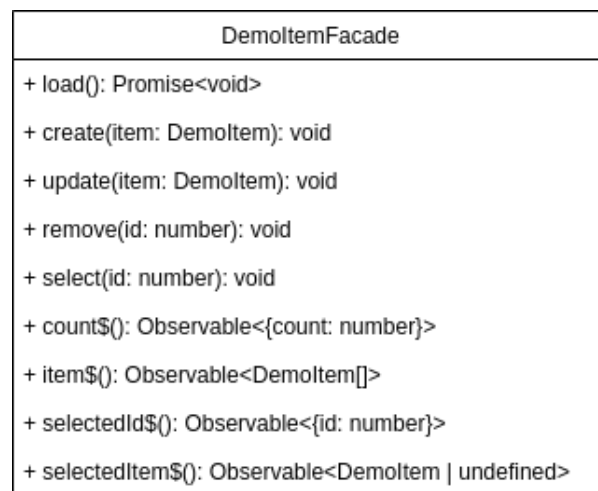 DemoItemFacade
+ load(): Promise<void>
+ create(item: DemoItem): void
+ update(item: DemoItem): void
+ remove(id: number): void
+ select(id: number): void
+ count$(): Observable<{count: number}>
+ item$(): Observable<DemoItem[]>
+ selectedId$(): Observable<{id: number}>
+ selectedItem$(): Observable<DemoItem | undefined>